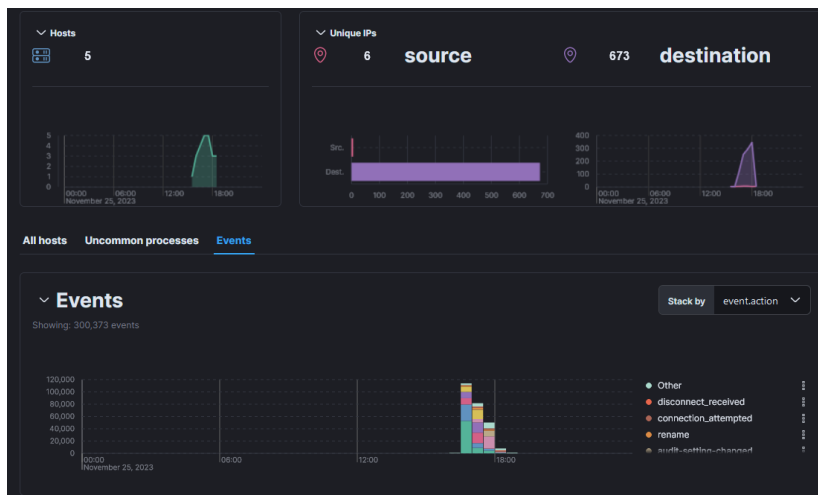 Hosts
5
Unique IPs
6 source
673 destination
5
4
3
2
1
0
00:00 06:00 12:00 18:00
November 25, 2023
Src.
Dest.
0 100 200 300 400 500 600 700
400
300
200
100
0
00:00 06:00 12:00 18:00
November 25, 2023
All hosts Uncommon processes Events
Events
Stack by event.action
Showing: 300,373 events
120,000
100,000
80,000
60,000
40,000
20,000
0
00:00 06:00 12:00 18:00
November 25, 2023
Other
disconnect_received
connection_attempted
rename
audit-setting-changed